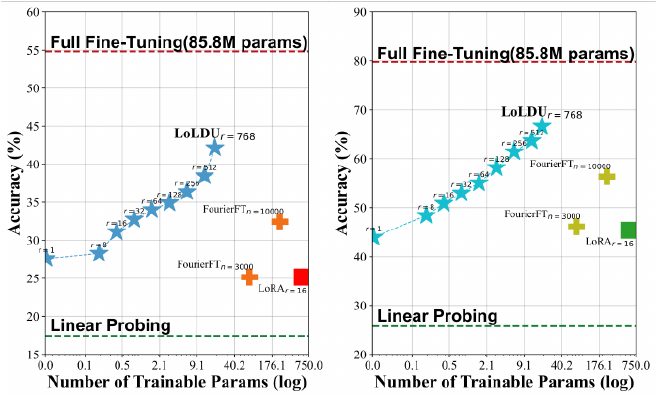 60
55
50
45
40
35
30
25
20
15
Accuracy (%)
Full Fine-Tuning(85.8M params)
LoLDU r = 768
r = 512
r = 256
r = 128
r = 64
r = 32
r = 16
r = 8
r = 1
FourierFT n = 10000
FourierFT n = 3000
LoRA r = 16
Linear Probing
0.0 0.1 0.5 2.1 9.1 40.2 176.1 750.0
Number of Trainable Params (log)
90
80
70
60
50
40
30
20
Accuracy (%)
Full Fine-Tuning(85.8M params)
LoLDU r = 768
r = 512
r = 256
r = 128
r = 64
r = 32
r = 16
r = 8
r = 1
FourierFT n = 10000
FourierFT n = 3000
LoRA r = 16
Linear Probing
0.0 0.1 0.5 2.1 9.1 40.2 176.1 750.0
Number of Trainable Params (log)